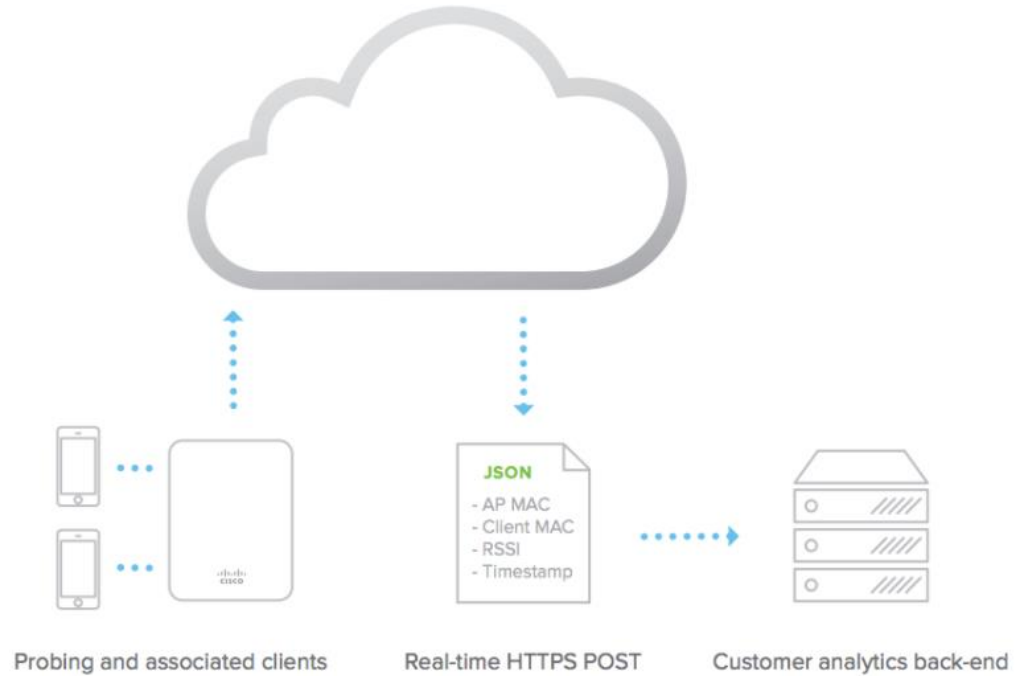 cisco
JSON
- AP MAC
- Client MAC
- RSSI
- Timestamp
Probing and associated clients
Real-time HTTPS POST
Customer analytics back-end